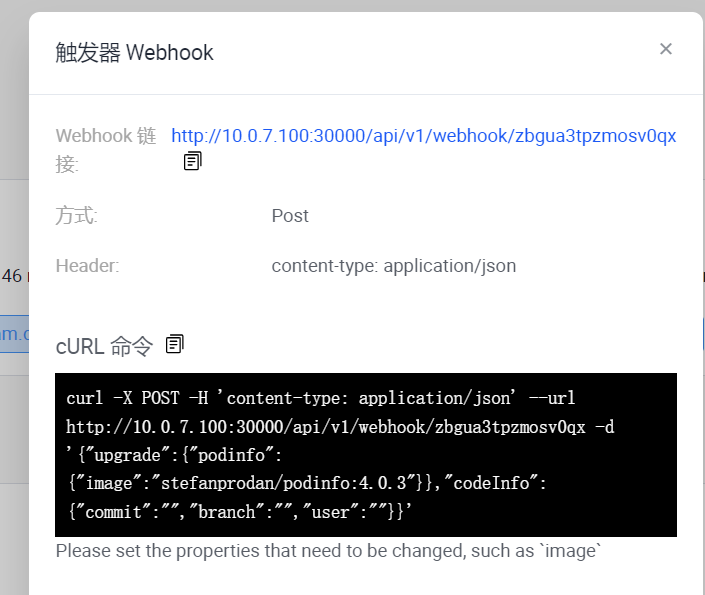 触发器 Webhook
Webhook 链接: http://10.0.7.100:30000/api/v1/webhook/zbgua3tpzmosv0qx
方式: Post
46
am.c
Header: content-type: application/json
cURL 命令
curl -X POST -H 'content-type: application/json' --url
http://10.0.7.100:30000/api/v1/webhook/zbgua3tpzmosv0qx -d
'{"upgrade":{"podinfo":
{"image":"stefanprodan/podinfo:4.0.3"}},"codeInfo":
{"commit":"","branch":"","user":""}}'
Please set the properties that need to be changed, such as `image`